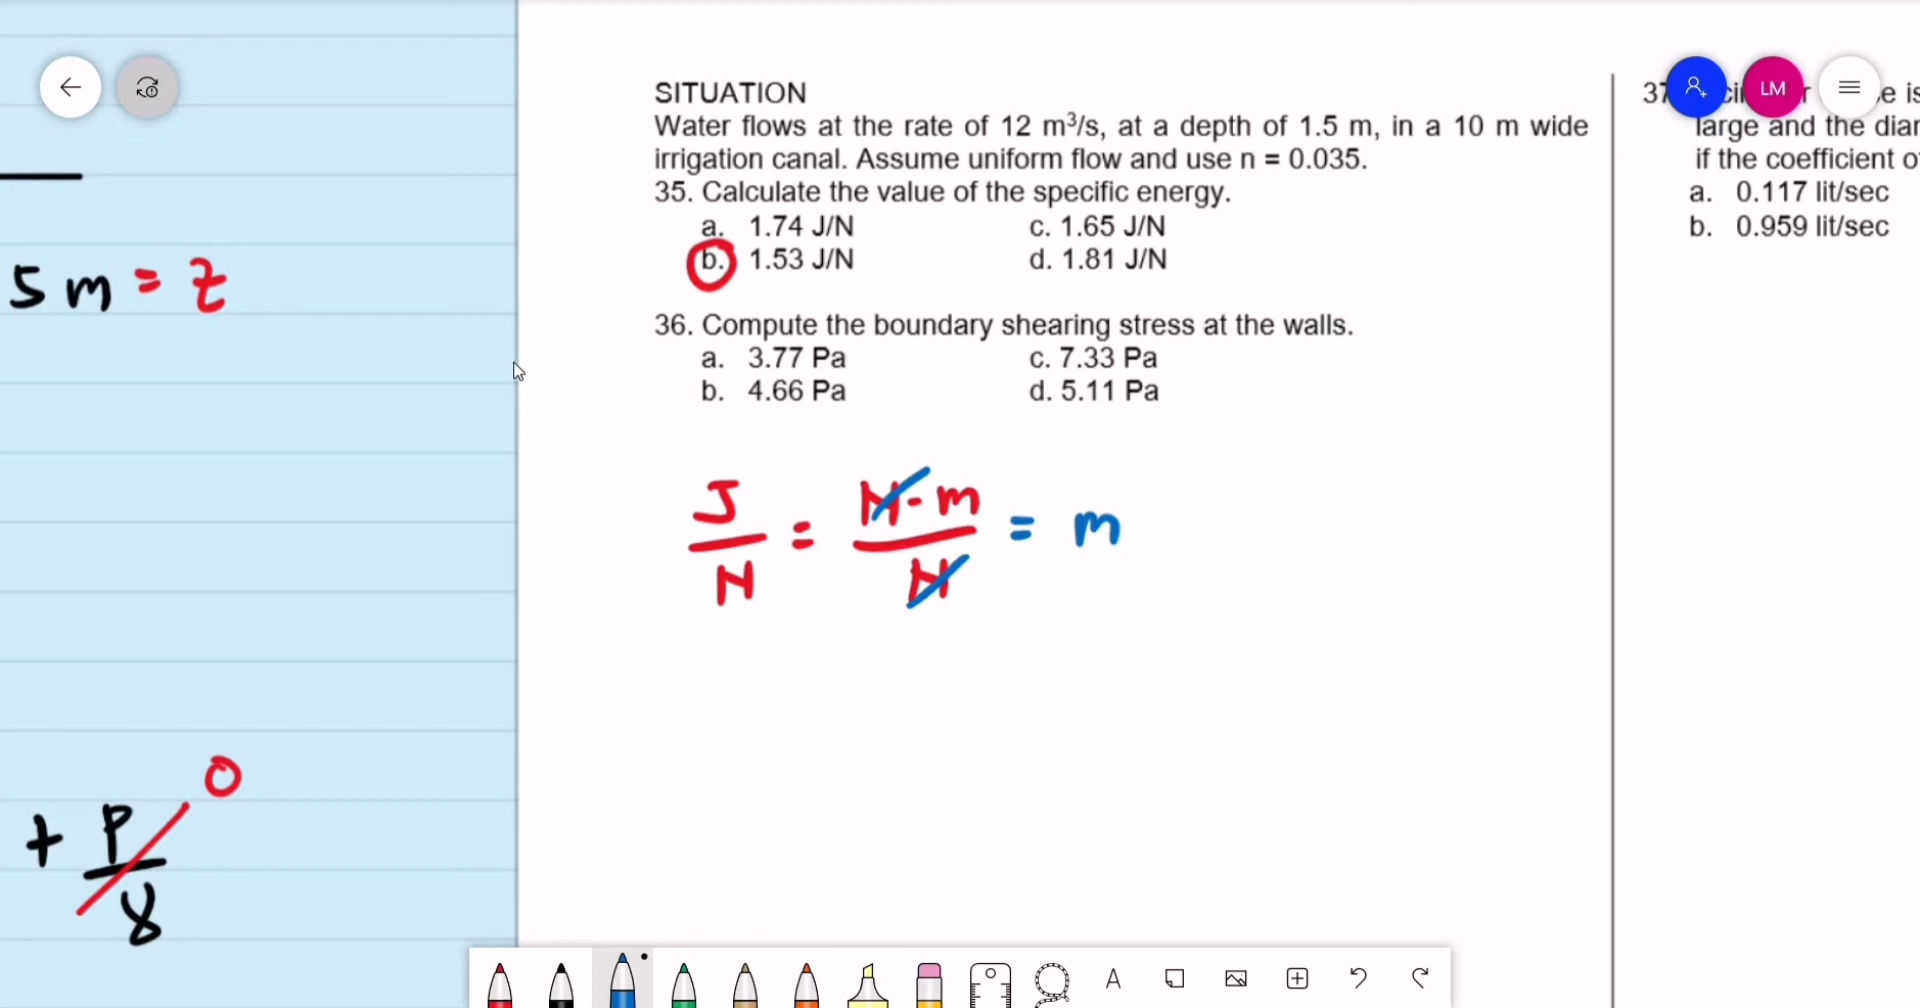 SITUATION
Water flows at the rate of 12 m³/s, at a depth of 1.5 m, in a 10 m wide
irrigation canal. Assume uniform flow and use n = 0.035.
35. Calculate the value of the specific energy.
a. 1.74 J/N c. 1.65 J/N
b. 1.53 J/N d. 1.81 J/N
36. Compute the boundary shearing stress at the walls.
a. 3.77 Pa c. 7.33 Pa
b. 4.66 Pa d. 5.11 Pa
J/N = N-m/N = m
5 m = z
+ P/γ 0
LM
large and the
if the coefficient
a. 0.117 lit/sec
b. 0.959 lit/sec
A